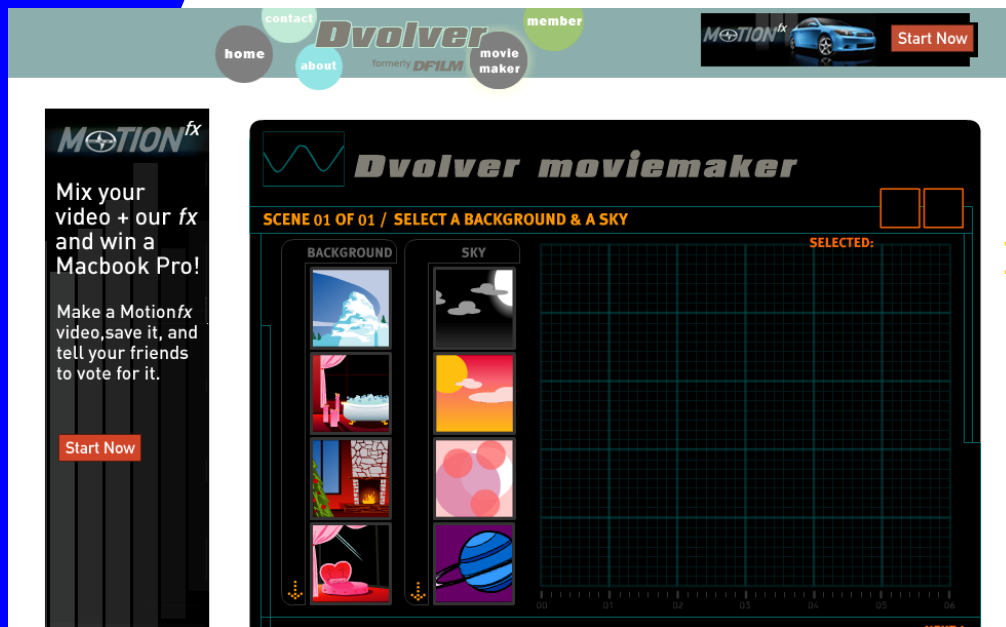 contact
member
Dvolver
home
movie
maker
about
formerly DFILM
MOTION fx
Start Now
MOTION fx
Mix your
video + our fx
and win a
Macbook Pro!
Make a Motionfx
video,save it, and
tell your friends
to vote for it.
Start Now
Dvolver moviemaker
SCENE 01 OF 01 / SELECT A BACKGROUND & A SKY
BACKGROUND
SKY
SELECTED:
00 01 02 03 04 05 06